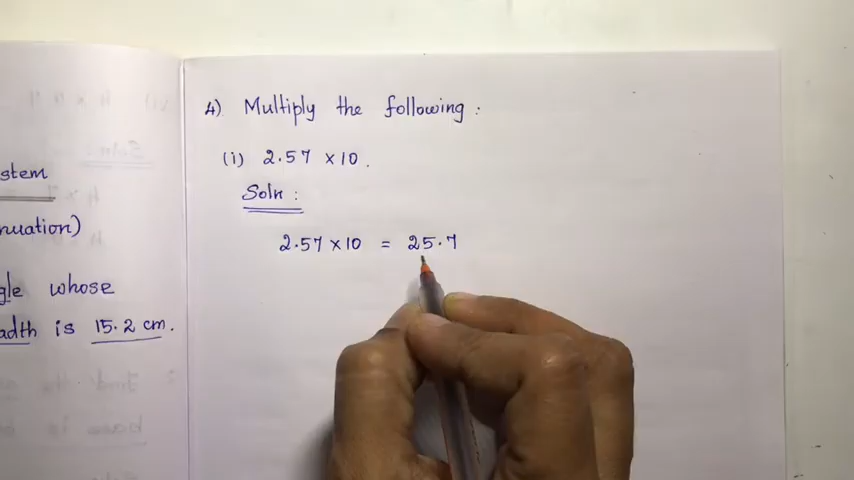 stem
nuation)
gle whose
adth is 15.2 cm.
4) Multiply the following :
(i) 2.57 x 10.
Soln :
2.57 x 10 = 25.7